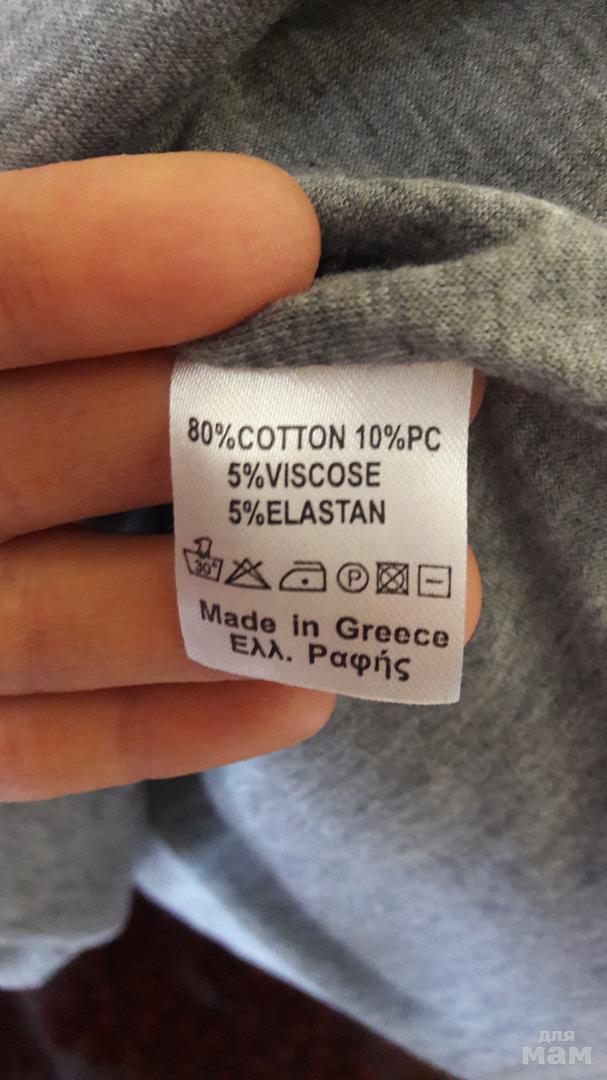 80%COTTON 10%PC
5%VISCOSE
5%ELASTAN
30°
P
Made in Greece
Ελλ. Ραφής
для
мам